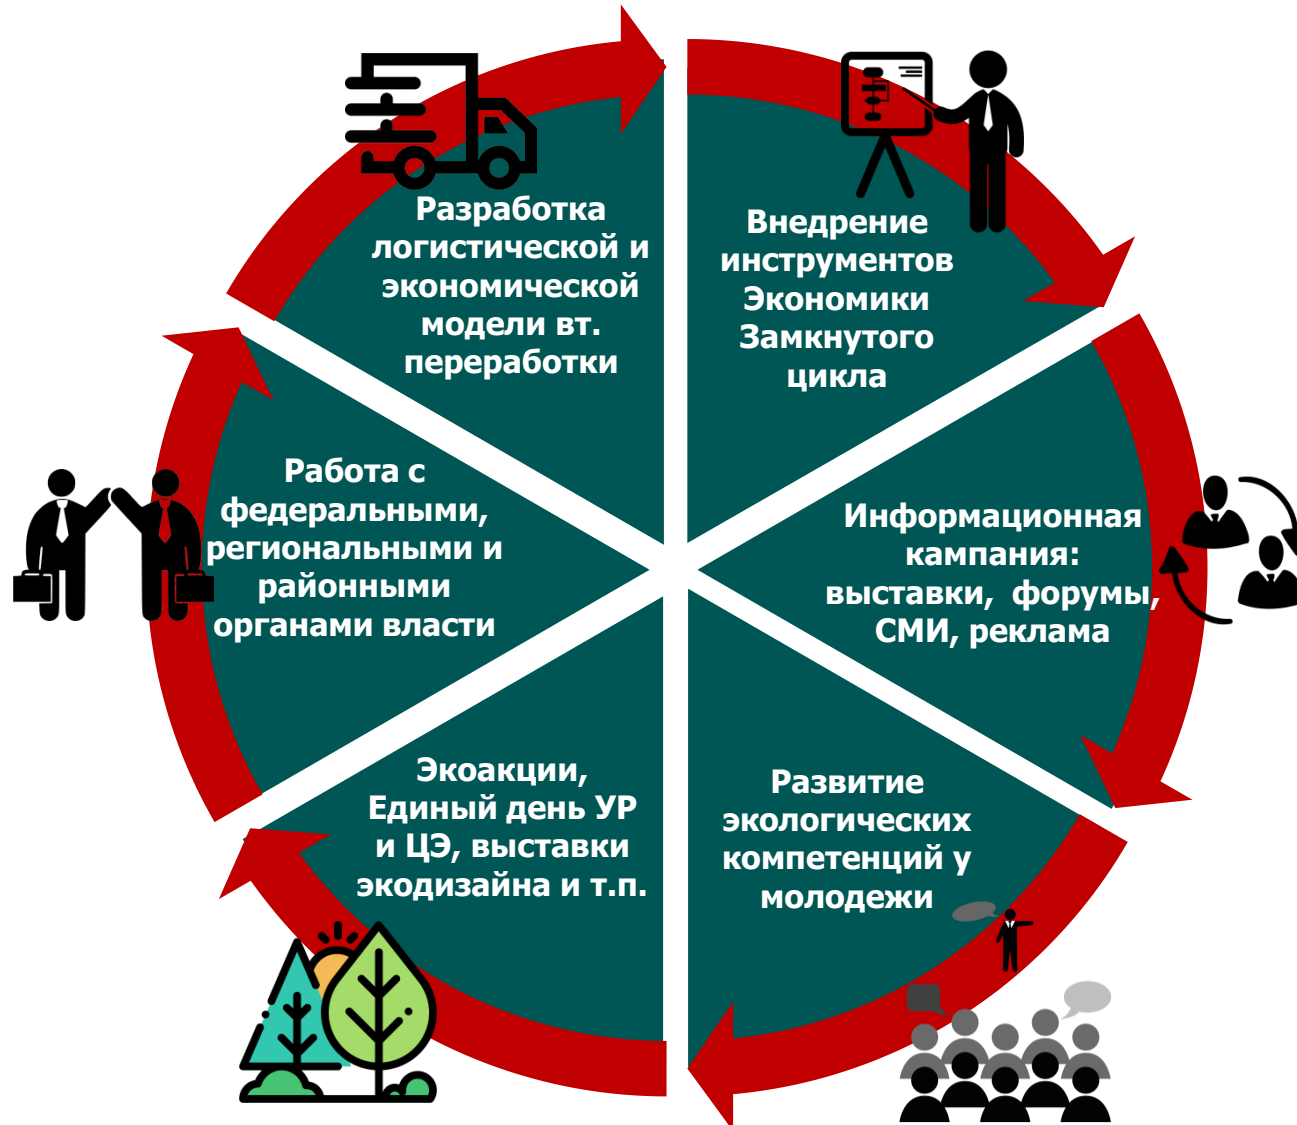 Разработка
логистической и
экономической
модели вт.
переработки
Внедрение
инструментов
Экономики
Замкнутого
цикла
Информационная
кампания:
выставки, форумы,
СМИ, реклама
Развитие
экологических
компетенций у
молодежи
Экоакции,
Единый день УР
и ЦЭ, выставки
экодизайна и т.п.
Работа с
федеральными,
региональными и
районными
органами власти